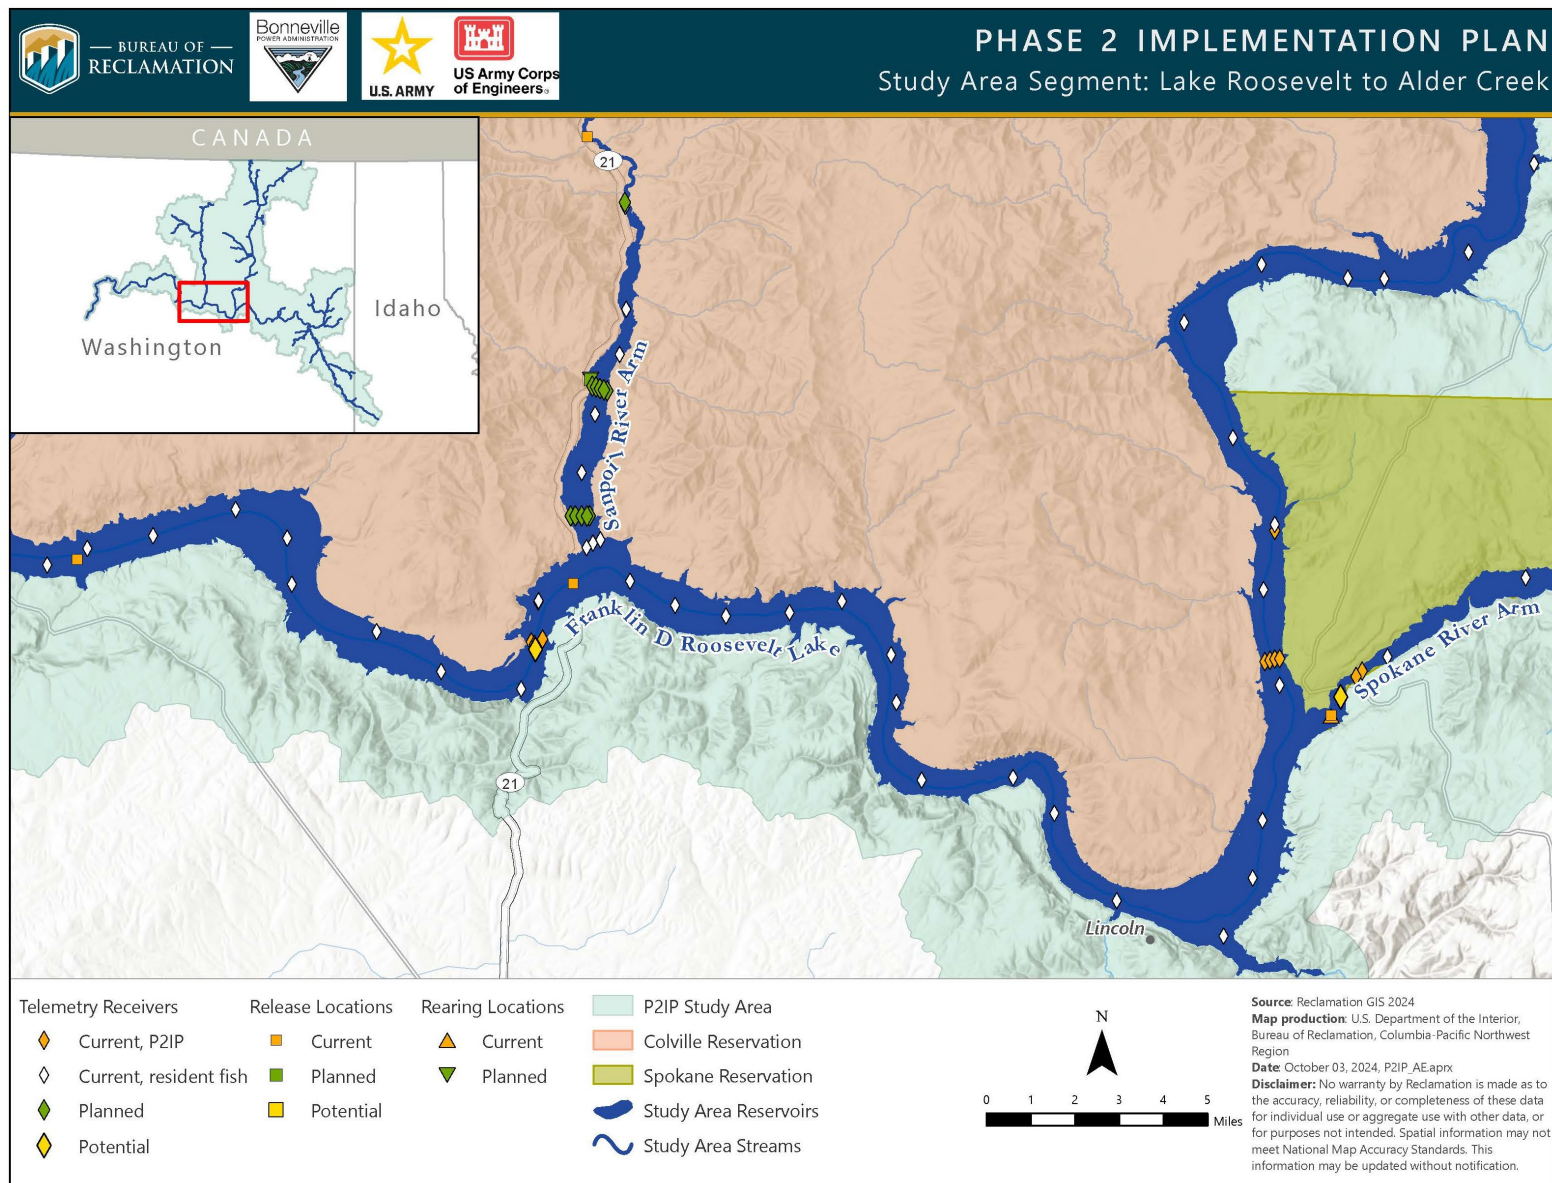 BUREAU OF
RECLAMATION
Bonneville
POWER ADMINISTRATION
U.S. ARMY
US Army Corps
of Engineers®
PHASE 2 IMPLEMENTATION PLAN
Study Area Segment: Lake Roosevelt to Alder Creek
CANADA
Washington
Idaho
21
Sanpoil River Arm
Franklin D Roosevelt Lake
Spokane River Arm
21
Lincoln
Telemetry Receivers
Current, P2IP
Current, resident fish
Planned
Potential
Release Locations
Current
Planned
Potential
Rearing Locations
Current
Planned
P2IP Study Area
Colville Reservation
Spokane Reservation
Study Area Reservoirs
Study Area Streams
N
0 1 2 3 4 5
Miles
Source: Reclamation GIS 2024
Map production: U.S. Department of the Interior,
Bureau of Reclamation, Columbia-Pacific Northwest
Region
Date: October 03, 2024, P2IP_AE.aprx
Disclaimer: No warranty by Reclamation is made as to
the accuracy, reliability, or completeness of these data
for individual use or aggregate use with other data, or
for purposes not intended. Spatial information may not
meet National Map Accuracy Standards. This
information may be updated without notification.